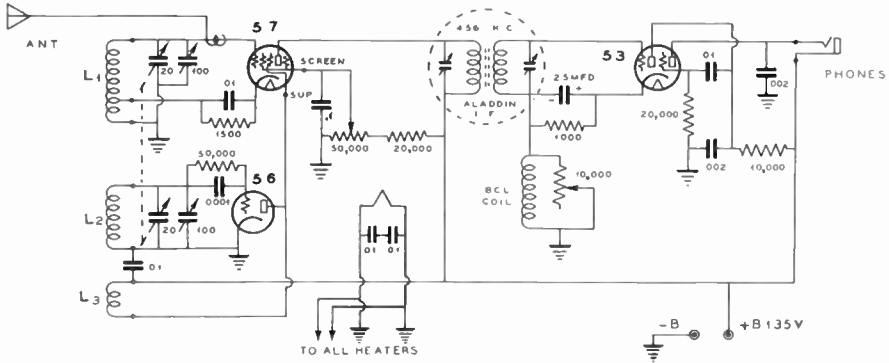 ANT
57
SCREEN
SUP
L1
20
100
.01
1500
.1
50,000
20,000
456 KC
ALADDIN
I F
25MFD
- +
1000
BCL
COIL
10,000
53
.01
.002
PHONES
20,000
.002
10,000
50,000
56
.0001
L2
20
100
.01
L3
.01 .01
TO ALL HEATERS
-B
+B 135V